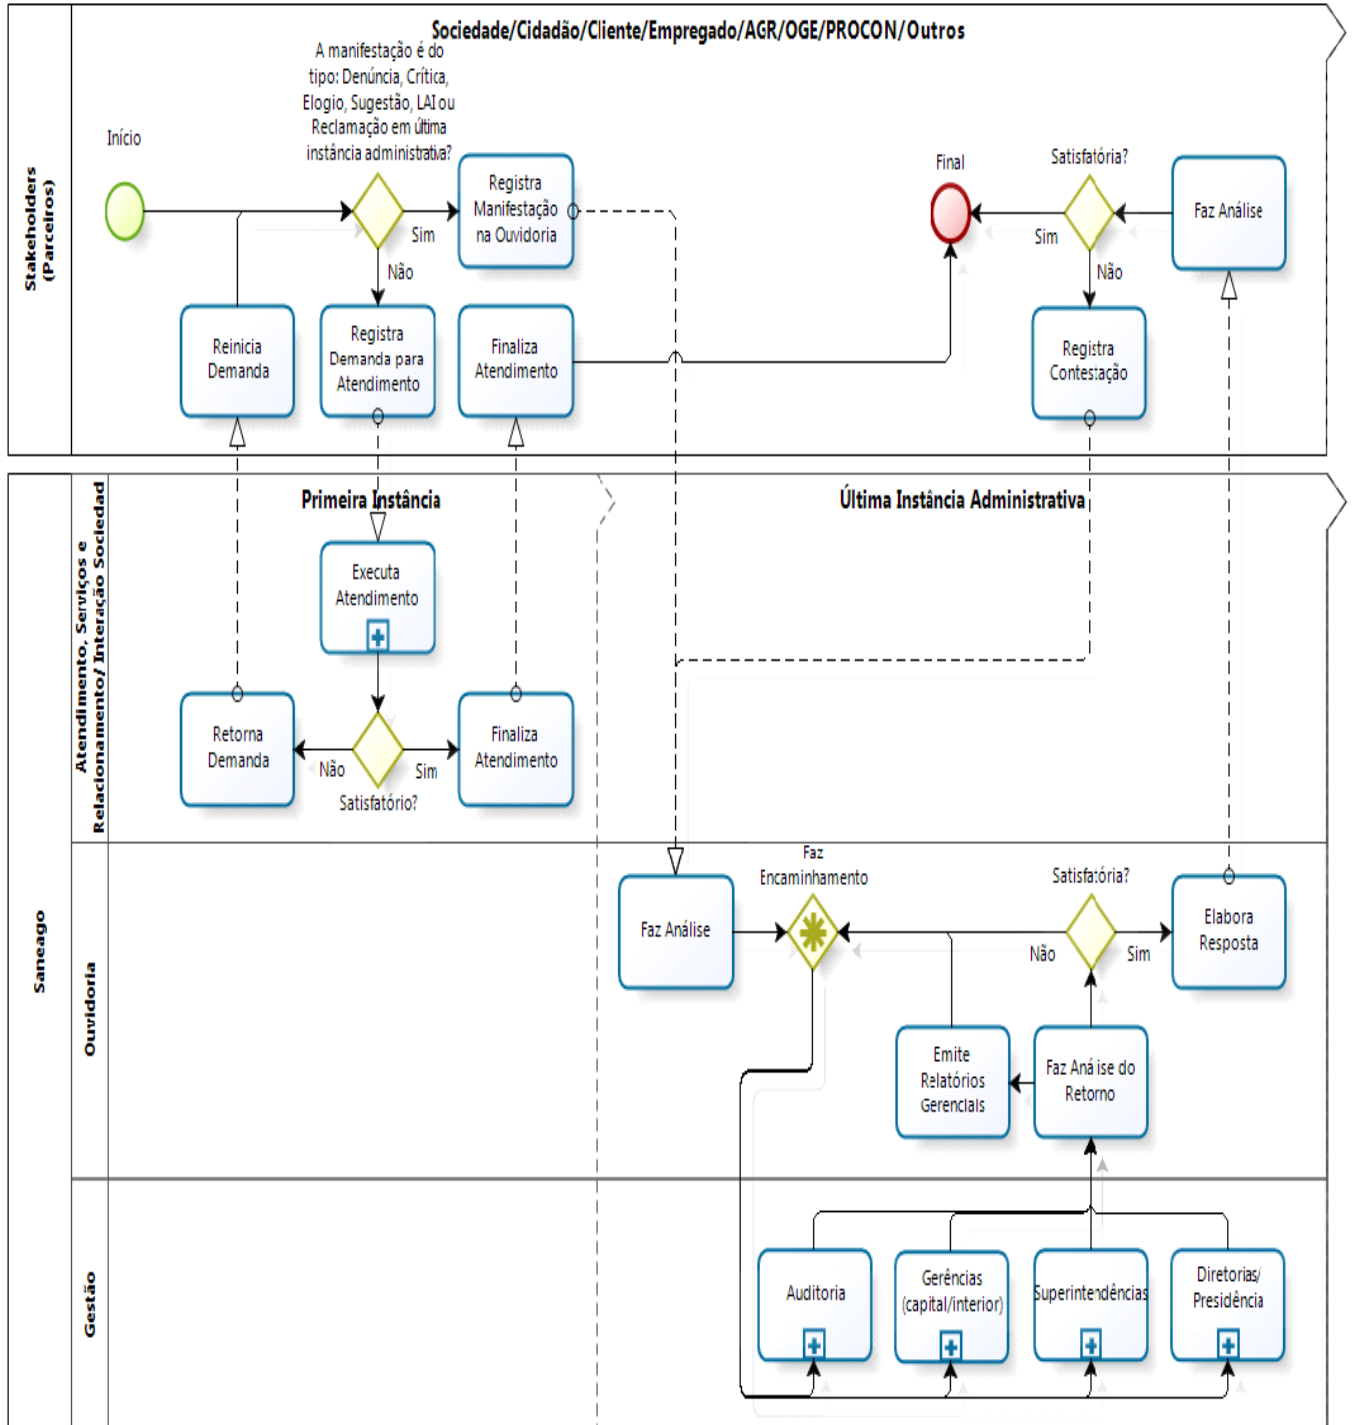 Sociedade/Cidadão/Cliente/Empregado/AGR/OGE/PROCON/Outros
Stakeholders
(Parceiros)
Início
A manifestação é do
tipo: Denúncia, Crítica,
Elogio, Sugestão, LAI ou
Reclamação em última
instância administrativa?
Sim
Não
Registra
Manifestação
na Ouvidoria
Final
Satisfatória?
Sim
Não
Faz Análise
Reinicia
Demanda
Registra
Demanda para
Atendimento
Finaliza
Atendimento
Registra
Contestação
Saneago
Atendimento, Serviços e
Relacionamento/ Interação Sociedad
Primeira Instância
Última Instância Administrativa
Executa
Atendimento
Retorna
Demanda
Não
Sim
Satisfatório?
Finaliza
Atendimento
Ouvidoria
Faz Análise
Faz
Encaminhamento
Satisfatória?
Não
Sim
Elabora
Resposta
Emite
Relatórios
Gerenciais
Faz Análise do
Retorno
Gestão
Auditoria
Gerências
(capital/interior)
Superintendências
Diretorias/
Presidência